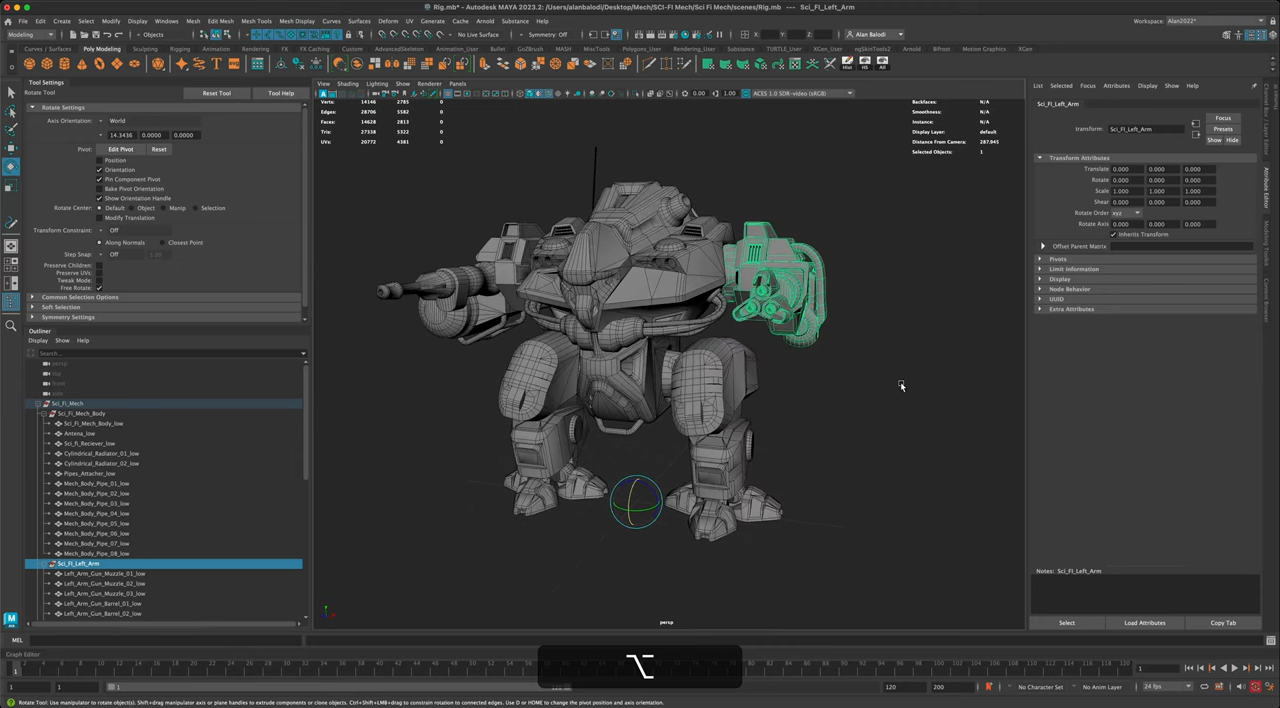 Rig.mb* - Autodesk MAYA 2023.2: /Users/alanbalodi/Desktop/Mech/SCI-FI Mech/Sci Fi Mech/scenes/Rig.mb --- Sci_FI_Left_Arm
File Edit Create Select Modify Display Windows Mesh Edit Mesh Mesh Tools Mesh Display Curves Surfaces Deform UV Generate Cache Arnold Substance Help
Workspace: Alan2022*
Modeling Objects No Live Surface Symmetry: Off X: Y: Z: Alan Balodi
Curves / Surfaces Poly Modeling Sculpting Rigging Animation Rendering FX FX Caching Custom AdvancedSkeleton Animation_User Bullet GoZBrush MASH MiscTools Polygons_User Rendering_User Substance TURTLE_User XGen_User ngSkinTools2 Arnold Bifrost Motion Graphics XGen
Hist
Tool Settings
Rotate Tool Reset Tool Tool Help
Rotate Settings
Axis Orientation: World
14.3436 0.0000 0.0000
Pivot: Edit Pivot Reset
Position
Orientation
Pin Component Pivot
Bake Pivot Orientation
Show Orientation Handle
Rotate Center: Default Object Manip Selection
Modify Translation
Transform Constraint: Off
Along Normals Closest Point
Step Snap: Off
Preserve Children:
Preserve UVs:
Tweak Mode:
Free Rotate:
Common Selection Options
Soft Selection
Symmetry Settings
Outliner
Display Show Help
Search...
persp
top
front
side
Sci_Fi_Mech
Sci_Fi_Mech_Body
Sci_Fi_Mech_Body_low
Antena_low
Sci_fi_Reciever_low
Cylindrical_Radiator_01_low
Cylindrical_Radiator_02_low
Pipes_Attacher_low
Mech_Body_Pipe_01_low
Mech_Body_Pipe_02_low
Mech_Body_Pipe_03_low
Mech_Body_Pipe_04_low
Mech_Body_Pipe_05_low
Mech_Body_Pipe_06_low
Mech_Body_Pipe_07_low
Mech_Body_Pipe_08_low
Sci_FI_Left_Arm
Left_Arm_Gun_Muzzle_01_low
Left_Arm_Gun_Muzzle_02_low
Left_Arm_Gun_Muzzle_03_low
Left_Arm_Gun_Barrel_01_low
Left_Arm_Gun_Barrel_02_low
View Shading Lighting Show Renderer Panels
0.00 1.00 ACES 1.0 SDR-video (sRGB)
Verts: 14146 2785 0
Edges: 28706 5582 0
Faces: 14628 2813 0
Tris: 27338 5322 0
UVs: 20772 4381 0
Backfaces: N/A
Smoothness: N/A
Instance: N/A
Display Layer: default
Distance From Camera: 287.945
Selected Objects: 1
persp
List Selected Focus Attributes Display Show Help
Sci_FI_Left_Arm
transform: Sci_FI_Left_Arm
Focus
Presets
Show Hide
Transform Attributes
Translate 0.000 0.000 0.000
Rotate 0.000 0.000 0.000
Scale 1.000 1.000 1.000
Shear 0.000 0.000 0.000
Rotate Order xyz
Rotate Axis 0.000 0.000 0.000
Inherits Transform
Offset Parent Matrix
Pivots
Limit Information
Display
Node Behavior
UUID
Extra Attributes
Notes: Sci_FI_Left_Arm
Select Load Attributes Copy Tab
Channel Box / Layer Editor
Attribute Editor
Modeling Toolkit
MEL
Graph Editor
1
1 1 1 120 200 No Character Set No Anim Layer 24 fps
⌥
Rotate Tool: Use manipulator to rotate object(s). Shift+drag manipulator axis or plane handles to extrude components or clone objects. Ctrl+Shift+LMB+drag to constrain rotation to connected edges. Use D or HOME to change the pivot position and axis orientation.